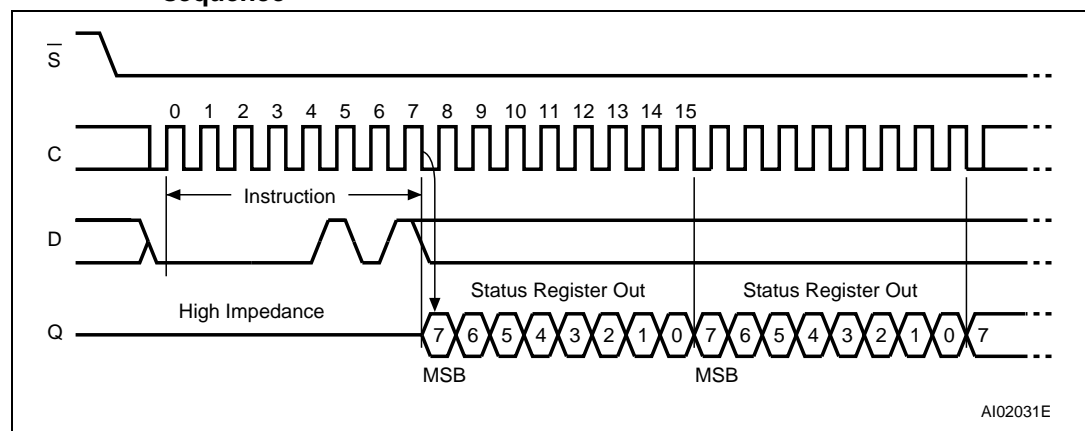 sequence
S
0 1 2 3 4 5 6 7 8 9 10 11 12 13 14 15
C
Instruction
D
Status Register Out Status Register Out
High Impedance
Q 7 6 5 4 3 2 1 0 7 6 5 4 3 2 1 0 7
MSB MSB
AI02031E